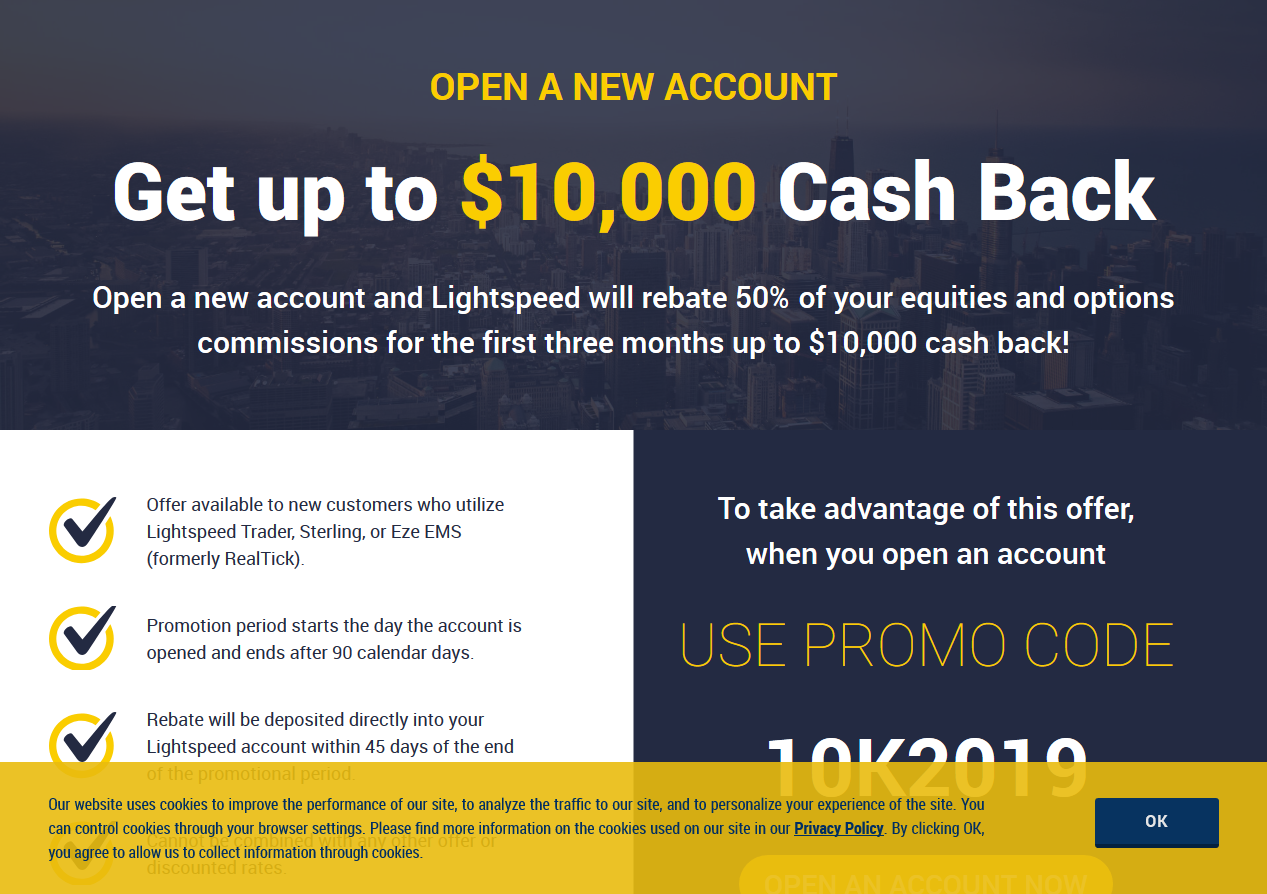 OPEN A NEW ACCOUNT
Get up to $10,000 Cash Back
Open a new account and Lightspeed will rebate 50% of your equities and options
commissions for the first three months up to $10,000 cash back!
Offer available to new customers who utilize
Lightspeed Trader, Sterling, or Eze EMS
(formerly RealTick).
Promotion period starts the day the account is
opened and ends after 90 calendar days.
Rebate will be deposited directly into your
Lightspeed account within 45 days of the end
of the promotional period.
Cannot be combined with any other offer or
discounted rates.
To take advantage of this offer,
when you open an account
USE PROMO CODE
10K2019
OPEN AN ACCOUNT NOW
Our website uses cookies to improve the performance of our site, to analyze the traffic to our site, and to personalize your experience of the site. You
can control cookies through your browser settings. Please find more information on the cookies used on our site in our Privacy Policy. By clicking OK,
you agree to allow us to collect information through cookies.
OK